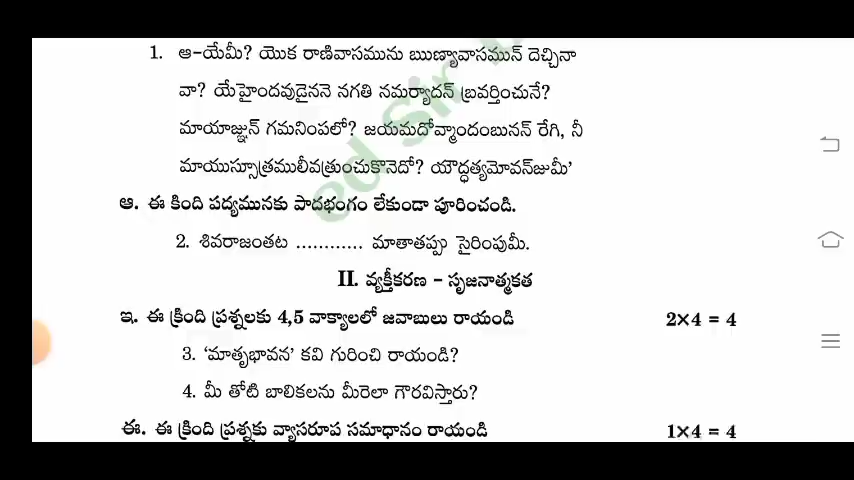 1. ఆ-యేమీ? యొక రాణివాసమును ఋుణ్యావాసమున్ దెచ్చినా
వా? యేహైందవుడైననె నగతి నమర్యాదన్ బ్రవర్తించునే?
మాయాజ్ఞున్ గమనింపలో? జయమదోన్మాందంబునన్ రేగి, నీ
మాయుస్సూత్రములీవత్రుంచుకొనెదో? యౌద్ధత్యమోవన్‌జుమీ’
ఆ. ఈ కింది పద్యమునకు పాదభంగం లేకుండా పూరించండి.
2. శివరాజంతట ............ మాతాతప్పు సైరింపుమీ.
II. వ్యక్తీకరణ - సృజనాత్మకత
ఇ. ఈ క్రింది ప్రశ్నలకు 4,5 వాక్యాలలో జవాబులు రాయండి 2×4 = 4
3. ‘మాతృభావన’ కవి గురించి రాయండి?
4. మీ తోటి బాలికలను మీరెలా గౌరవిస్తారు?
ఈ. ఈ క్రింది ప్రశ్నకు వ్యాసరూప సమాధానం రాయండి 1×4 = 4